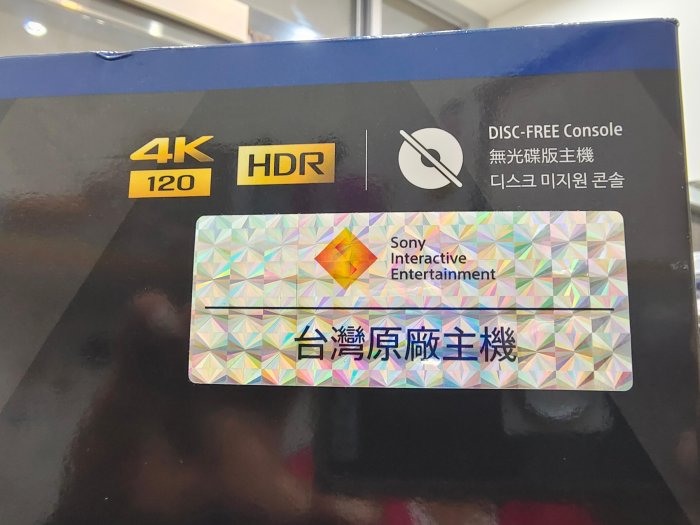 4K
120
HDR
DISC-FREE Console
無光碟版主機
디스크 미지원 콘솔
Sony
Interactive
Entertainment
台灣原廠主機